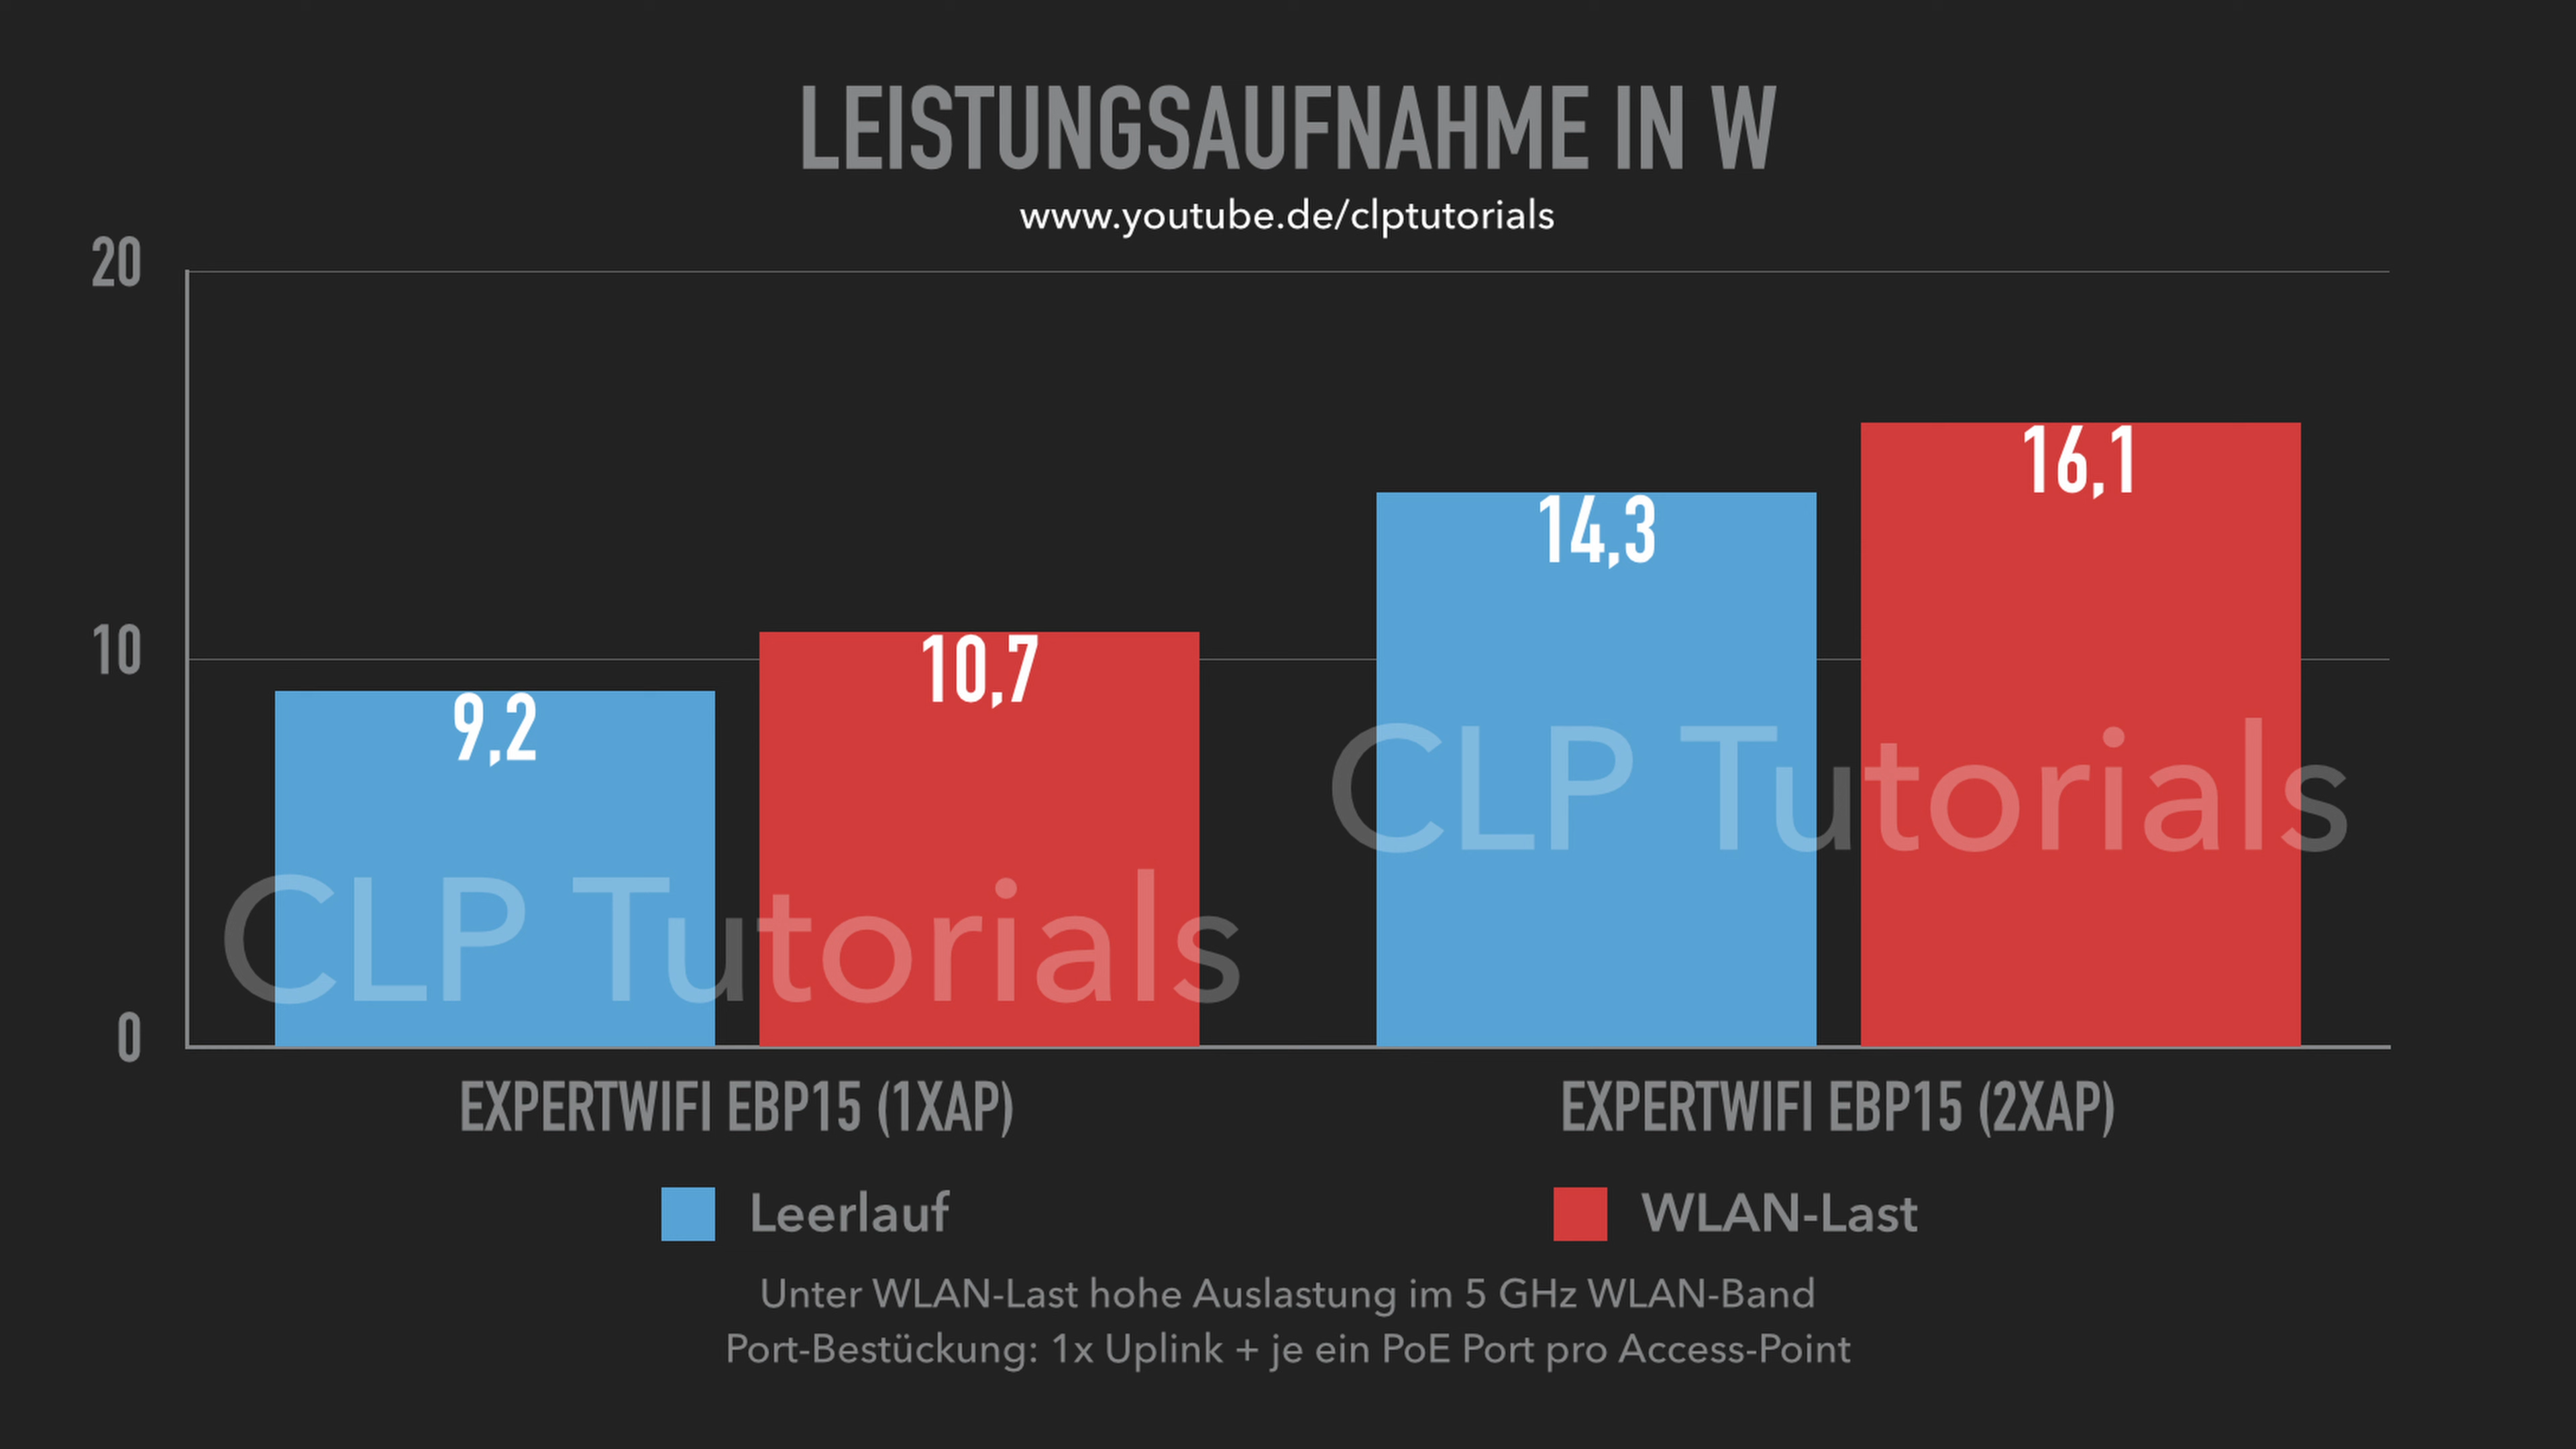 LEISTUNGSAUFNAHME IN W
www.youtube.de/clptutorials
20
16,1
14,3
10
10,7
9,2
CLP Tutorials
CLP Tutorials
0
EXPERTWIFI EBP15 (1XAP)
EXPERTWIFI EBP15 (2XAP)
Leerlauf
WLAN-Last
Unter WLAN-Last hohe Auslastung im 5 GHz WLAN-Band
Port-Bestückung: 1x Uplink + je ein PoE Port pro Access-Point